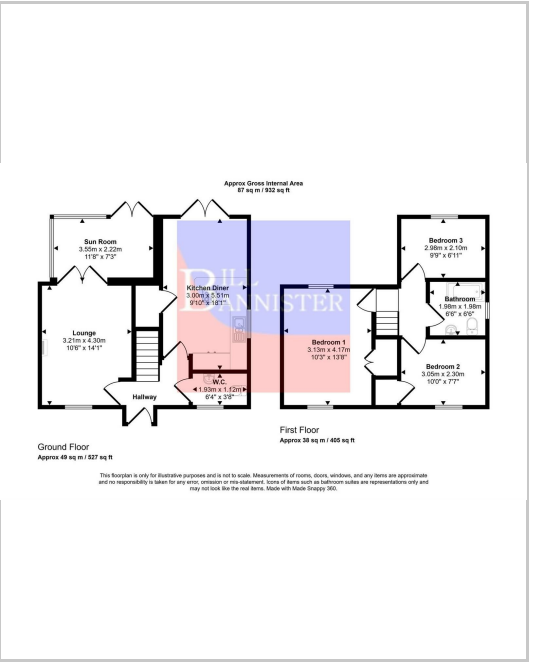 Approx Gross Internal Area
87 sq m / 932 sq ft
Sun Room
3.55m x 2.22m
11'8" x 7'3"
Kitchen Diner
3.00m x 5.51m
9'10" x 18'1"
BILL
BANNISTER
Lounge
3.21m x 4.30m
10'6" x 14'1"
W.C.
1.93m x 1.12m
6'4" x 3'8"
Hallway
Ground Floor
Approx 49 sq m / 527 sq ft
Bedroom 3
2.98m x 2.10m
9'9" x 6'11"
Bathroom
1.98m x 1.98m
6'6" x 6'6"
Bedroom 1
3.13m x 4.17m
10'3" x 13'8"
Bedroom 2
3.05m x 2.30m
10'0" x 7'7"
First Floor
Approx 38 sq m / 405 sq ft
This floorplan is only for illustrative purposes and is not to scale. Measurements of rooms, doors, windows, and any items are approximate
and no responsibility is taken for any error, omission or mis-statement. Icons of items such as bathroom suites are representations only and
may not look like the real items. Made with Made Snappy 360.